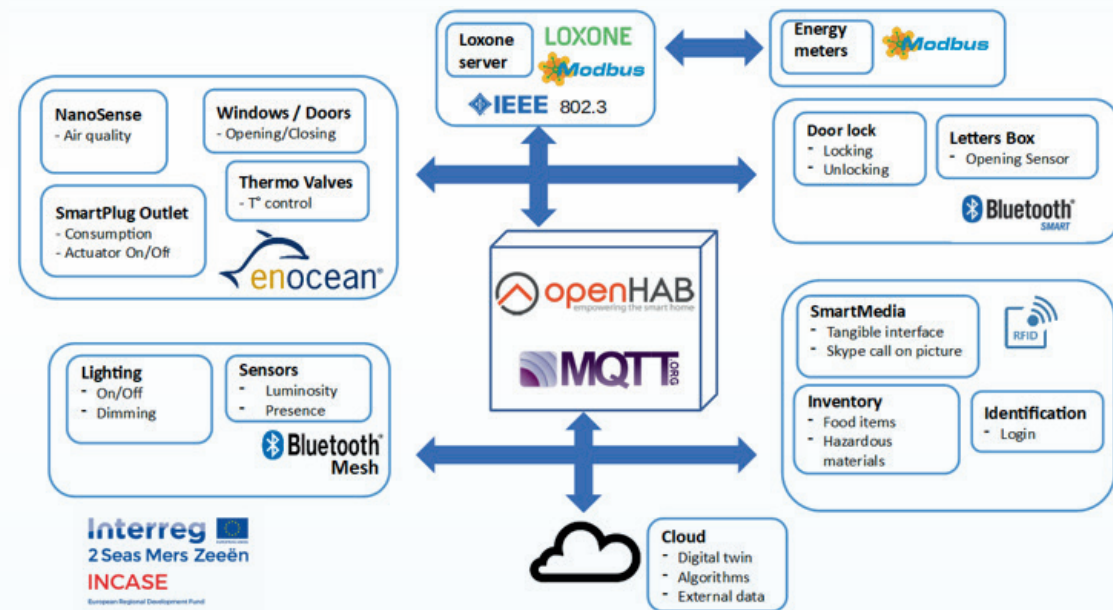 Loxone
server
LOXONE
Modbus
IEEE 802.3
Energy
meters
Modbus
NanoSense
- Air quality
Windows / Doors
- Opening/Closing
Thermo Valves
- T° control
SmartPlug Outlet
- Consumption
- Actuator On/Off
enocean®
Door lock
- Locking
- Unlocking
Letters Box
- Opening Sensor
Bluetooth®
SMART
openHAB
empowering the smart home
MQTT.ORG
SmartMedia
- Tangible interface
- Skype call on picture
RFID
Inventory
- Food items
- Hazardous
materials
Identification
- Login
Lighting
- On/Off
- Dimming
Sensors
- Luminosity
- Presence
Bluetooth®
Mesh
Cloud
- Digital twin
- Algorithms
- External data
Interreg
2 Seas Mers Zeeën
INCASE
European Regional Development Fund